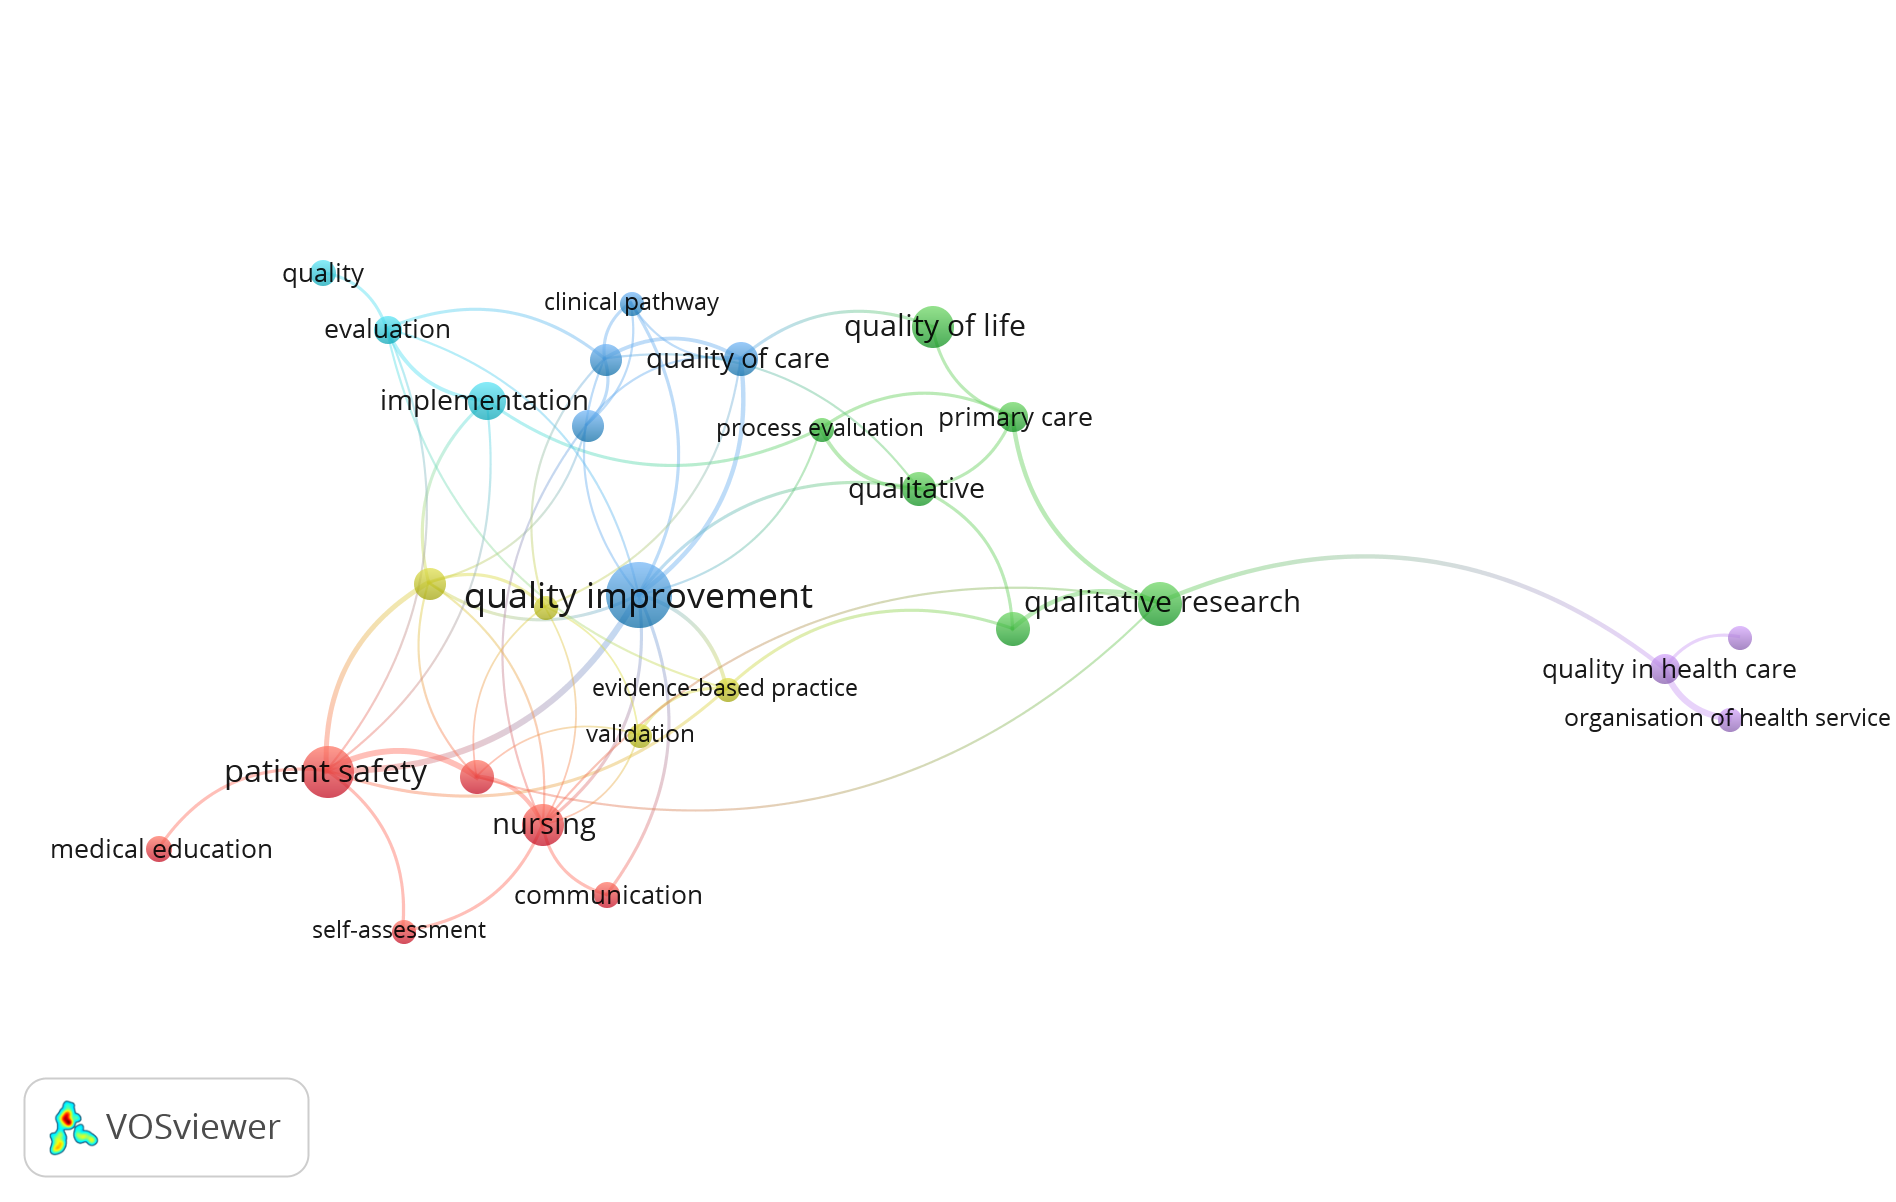 quality
clinical pathway
evaluation
quality of life
quality of care
implementation
primary care
process evaluation
qualitative
quality improvement
qualitative research
quality in health care
evidence-based practice
organisation of health service
validation
patient safety
nursing
medical education
communication
self-assessment
VOSviewer